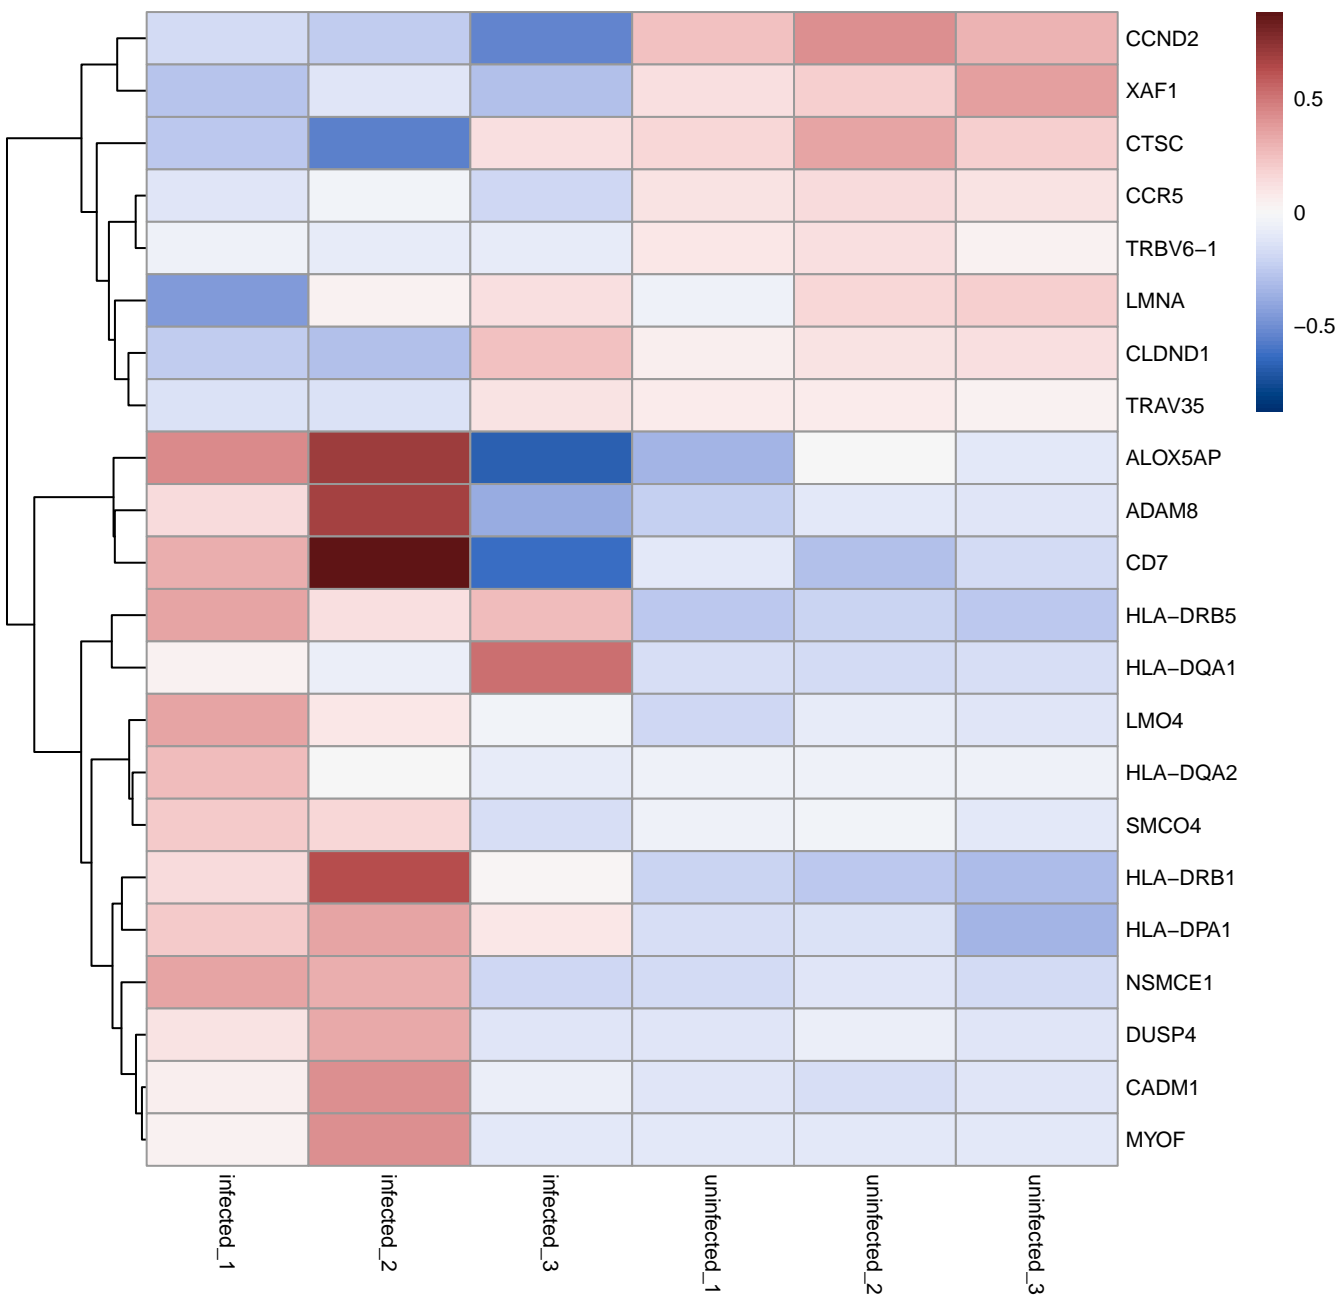 CCND2
XAF1
CTSC
CCR5
TRBV6−1
LMNA
CLDND1
TRAV35
ALOX5AP
ADAM8
CD7
HLA−DRB5
HLA−DQA1
LMO4
HLA−DQA2
SMCO4
HLA−DRB1
HLA−DPA1
NSMCE1
DUSP4
CADM1
MYOF
0.5
0
−0.5
infected_1
infected_2
infected_3
uninfected_1
uninfected_2
uninfected_3